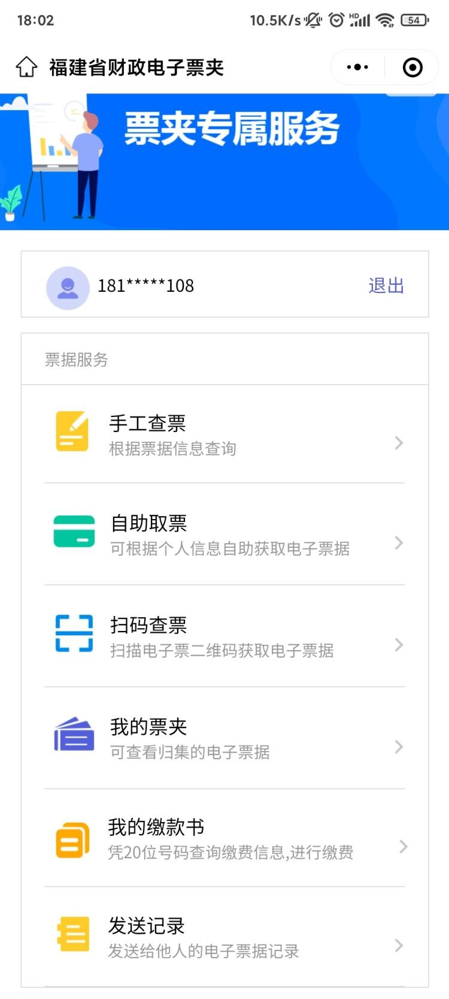 18:02
10.5K/s HD 54
福建省财政电子票夹
票夹专属服务
181*****108
退出
票据服务
手工查票
根据票据信息查询
自助取票
可根据个人信息自助获取电子票据
扫码查票
扫描电子票二维码获取电子票据
我的票夹
可查看归集的电子票据
我的缴款书
凭20位号码查询缴费信息,进行缴费
发送记录
发送给他人的电子票据记录